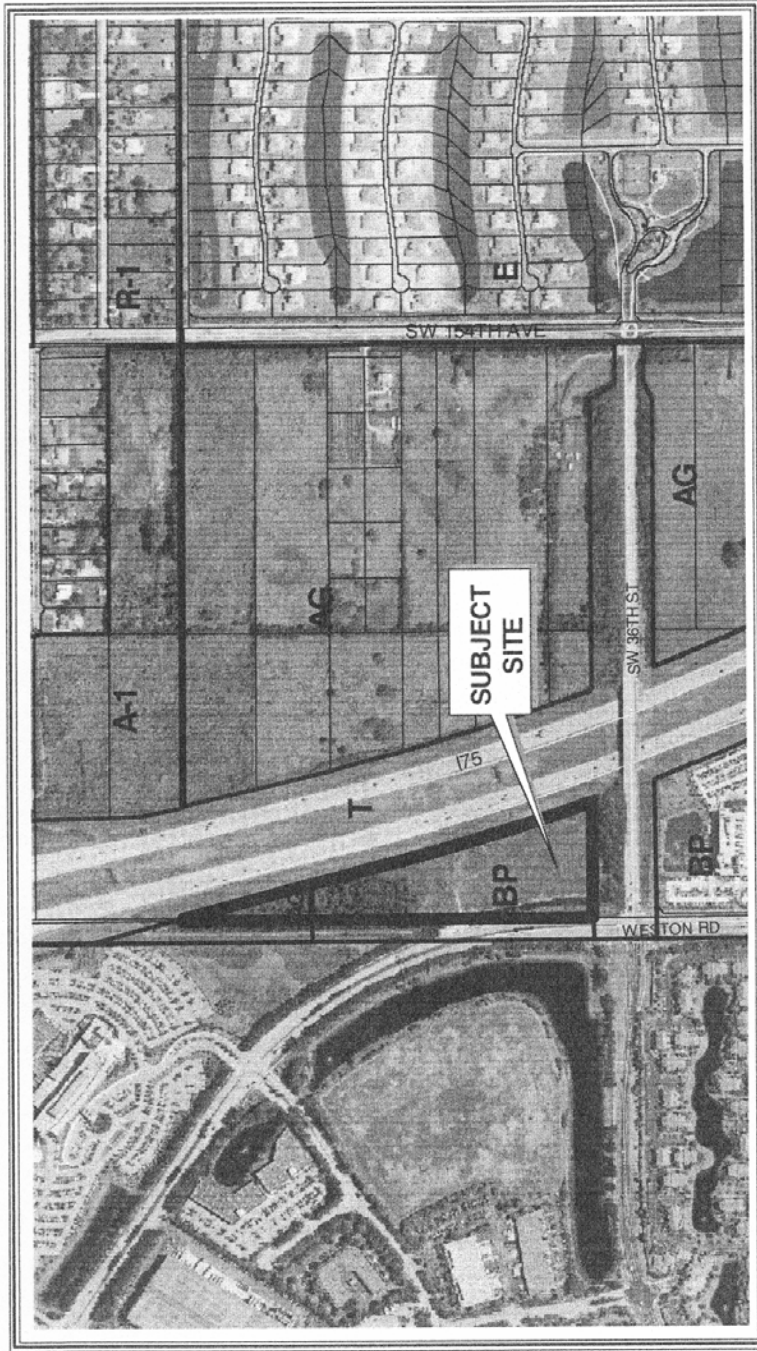 R-1
E
SW 154TH AVE
A-1
AG
AG
SUBJECT
SITE
SW 36TH ST
I75
T
BP
BP
WESTON RD